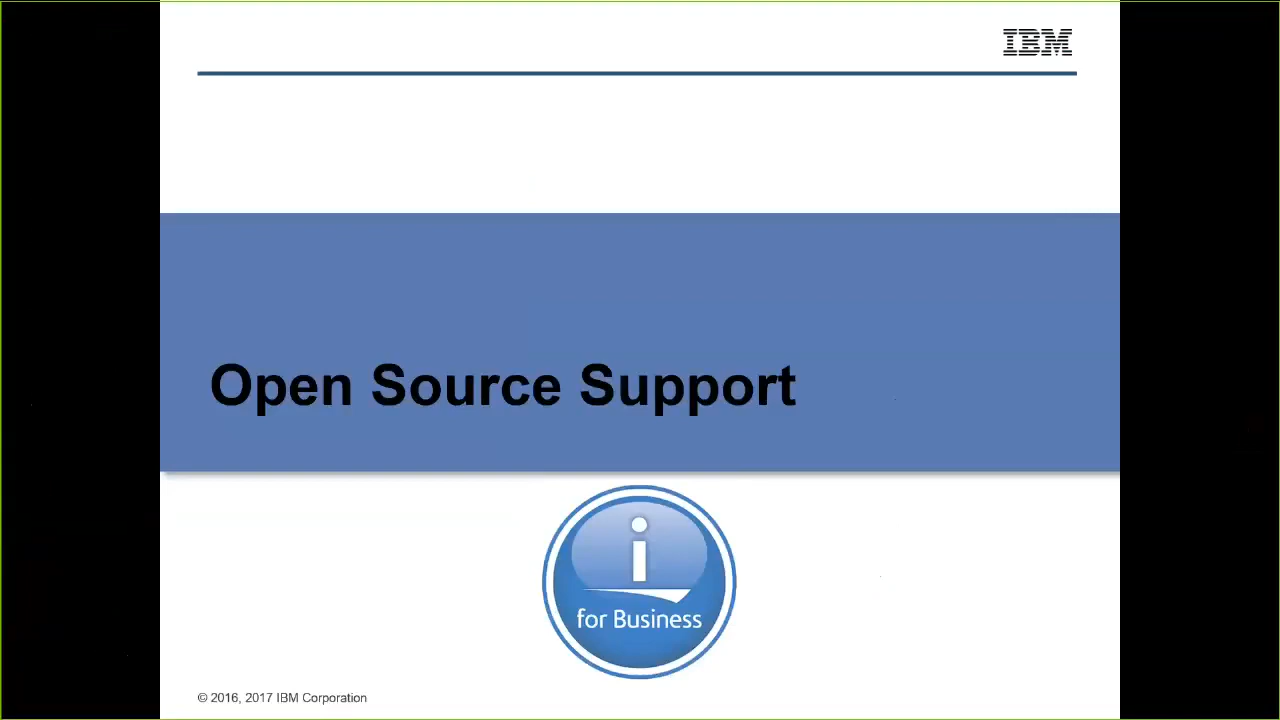 IBM
Open Source Support
i
for Business
© 2016, 2017 IBM Corporation